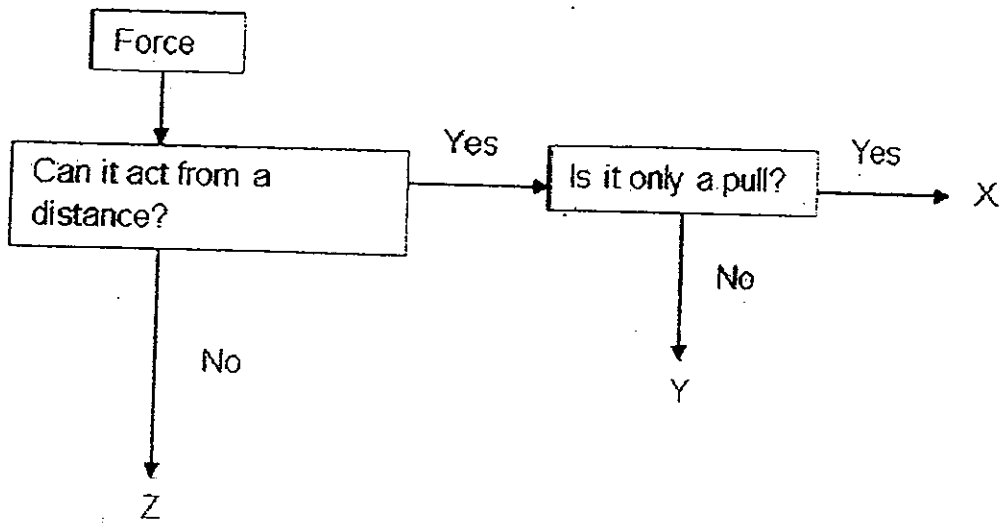 Force
Can it act from a
distance?
Yes
Is it only a pull?
Yes
X
No
Y
No
Z